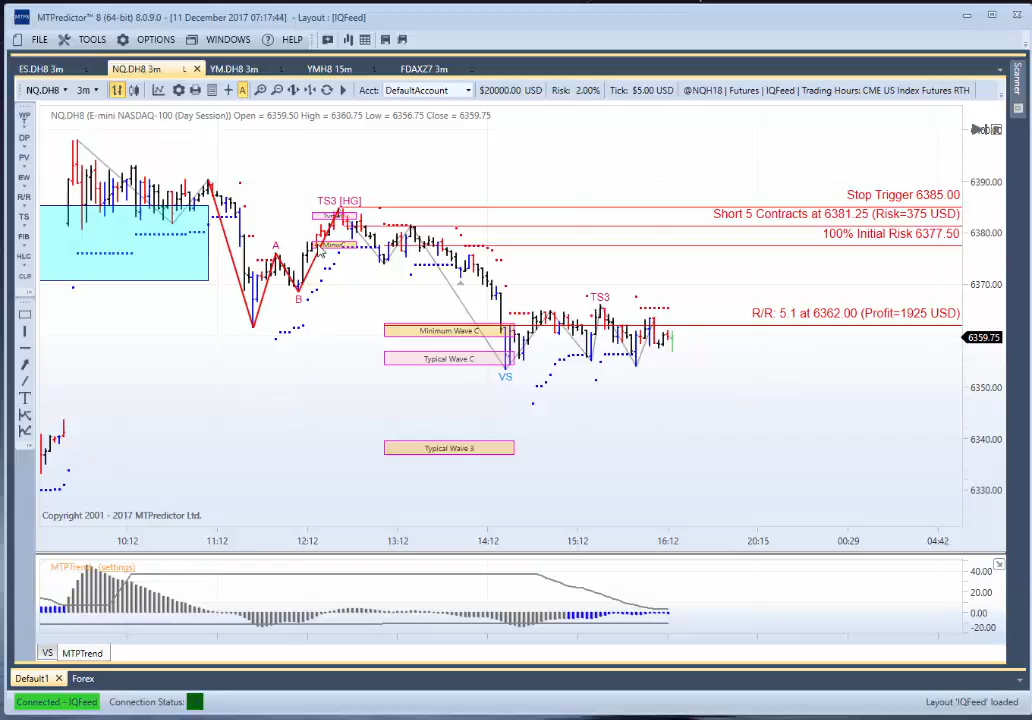 MTPredictor™ 8 (64-bit) 8.0.9.0 - [11 December 2017 07:17:44] - Layout : [IQFeed]
FILE TOOLS OPTIONS WINDOWS HELP
ES.DH8 3m NQ.DH8 3m YM.DH8 3m YMH8 15m FDAXZ7 3m
NQ.DH8 3m A Acct: DefaultAccount $20000.00 USD Risk: 2.00% Tick: $5.00 USD @NQH18 | Futures | IQFeed | Trading Hours: CME US Index Futures RTH
Scanner
NQ.DH8 (E-mini NASDAQ-100 (Day Session)) Open = 6359.50 High = 6360.75 Low = 6356.75 Close = 6359.75
WP
DP
PV
EW
R/R
TS
FIB
HLC
CLR
T
6390.00
Stop Trigger 6385.00
TS3 [HG]
Short 5 Contracts at 6381.25 (Risk=375 USD)
100% Initial Risk 6377.50
6380.00
A
6370.00
B
TS3
R/R: 5 1 at 6362.00 (Profit=1925 USD)
Minimum Wave C
6359.75
Typical Wave C
VS
6350.00
Typical Wave 3
6340.00
6330.00
Copyright 2001 - 2017 MTPredictor Ltd.
10:12 11:12 12:12 13:12 14:12 15:12 16:12 20:15 00:29 04:42
MTPTrend (settings)
40.00
20.00
0.00
-20.00
VS MTPTrend
Default1 Forex
Connected - IQFeed Connection Status: Layout 'IQFeed' loaded